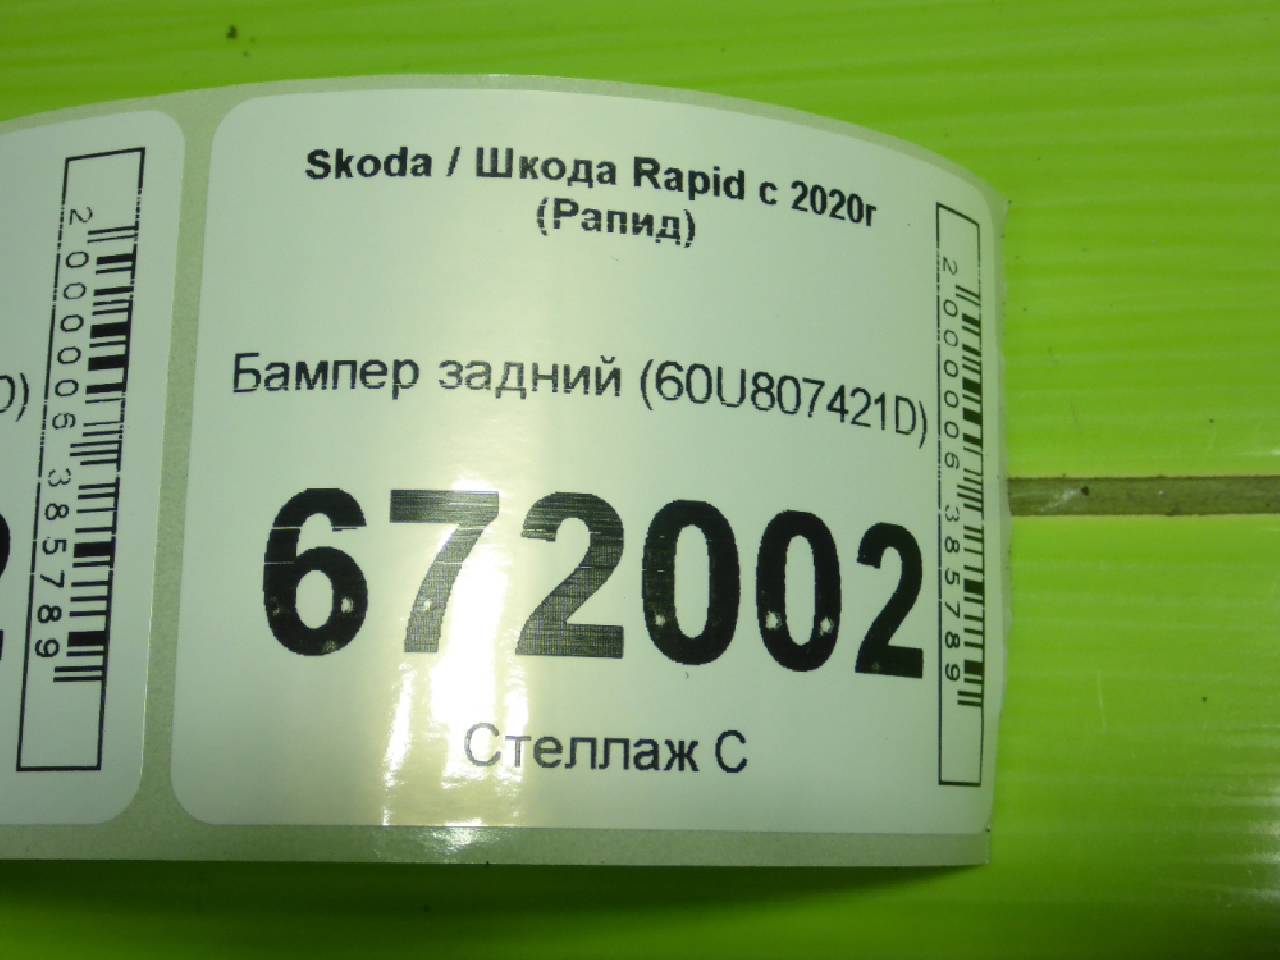 Skoda / Шкода Rapid с 2020г
(Рапид)
Бампер задний (60U807421D)
672002
Стеллаж С
2000006385789
2000006385789
D)